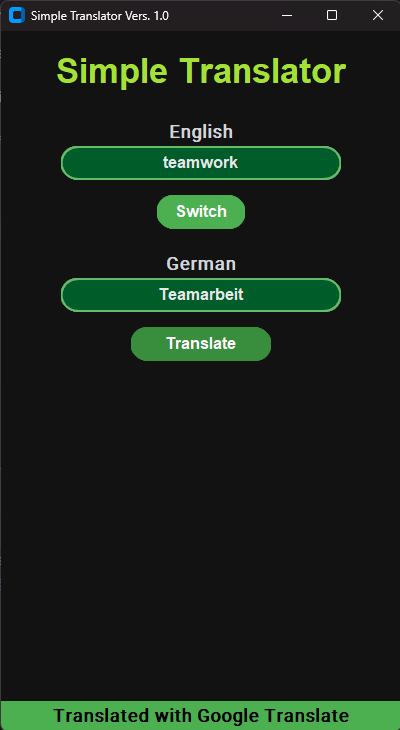 Simple Translator Vers. 1.0
Simple Translator
English
teamwork
Switch
German
Teamarbeit
Translate
Translated with Google Translate